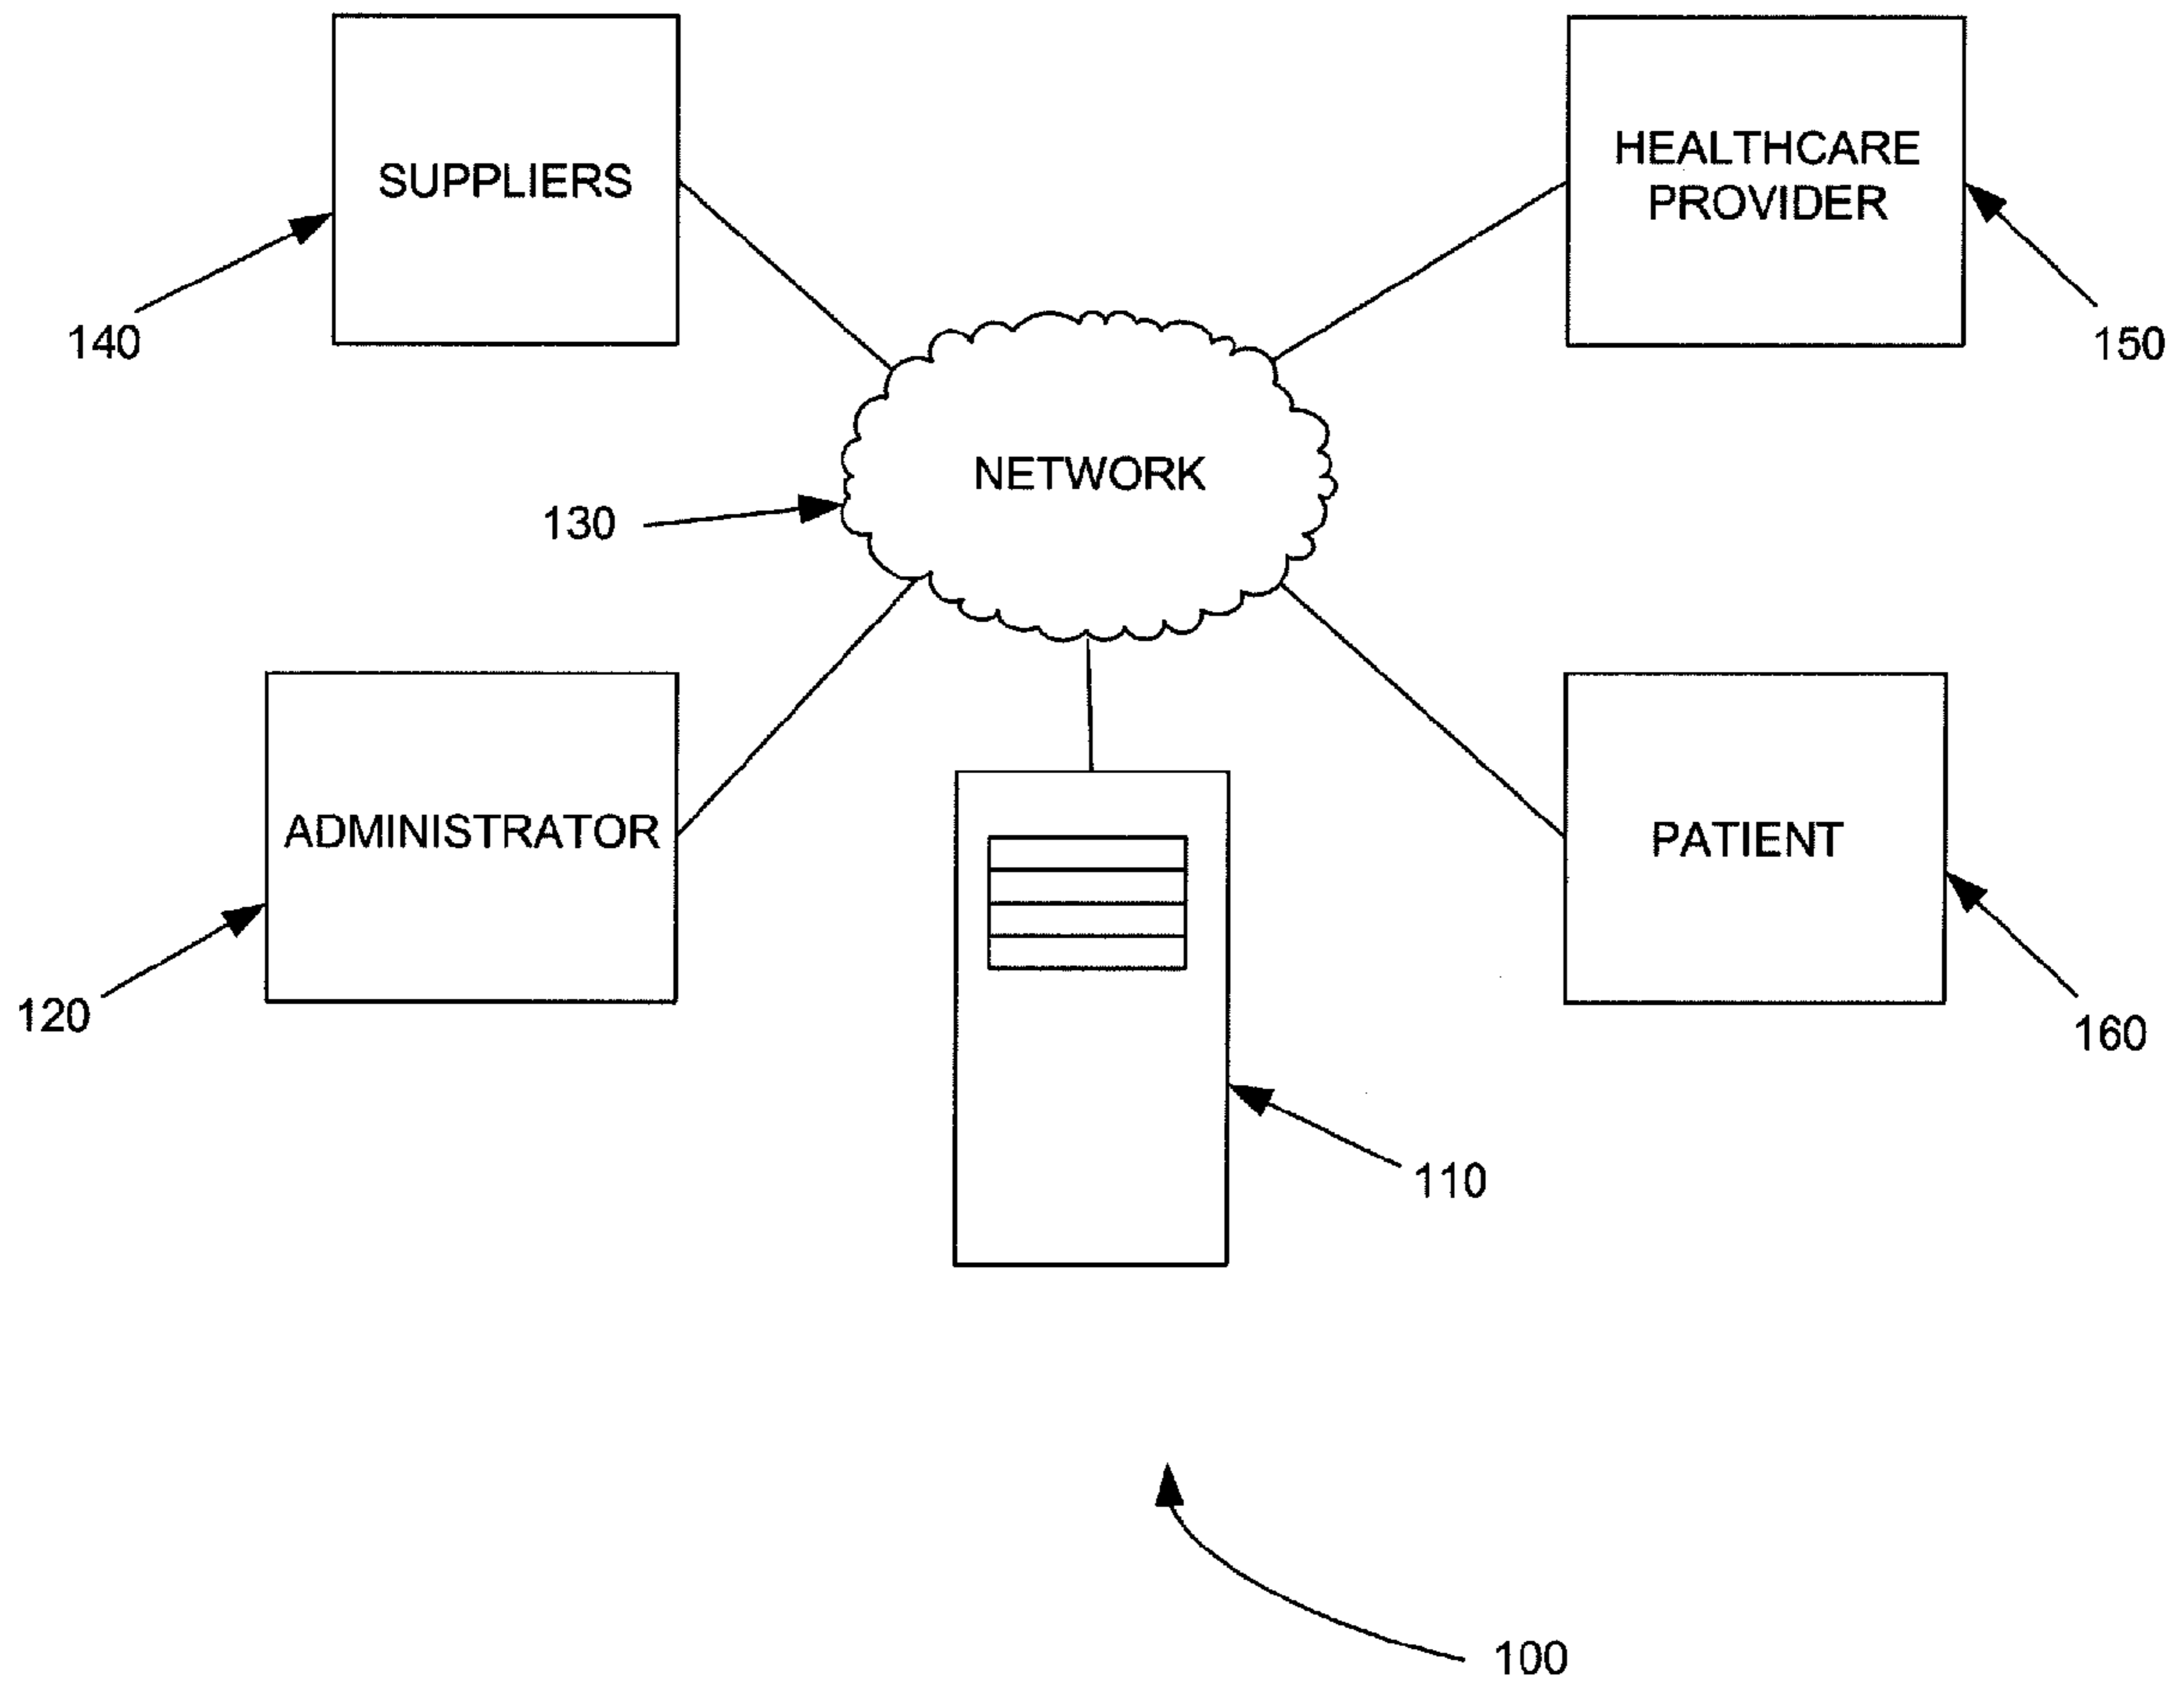 SUPPLIERS
HEALTHCARE
PROVIDER
140
150
NETWORK
130
ADMINISTRATOR
PATIENT
120
160
110
100